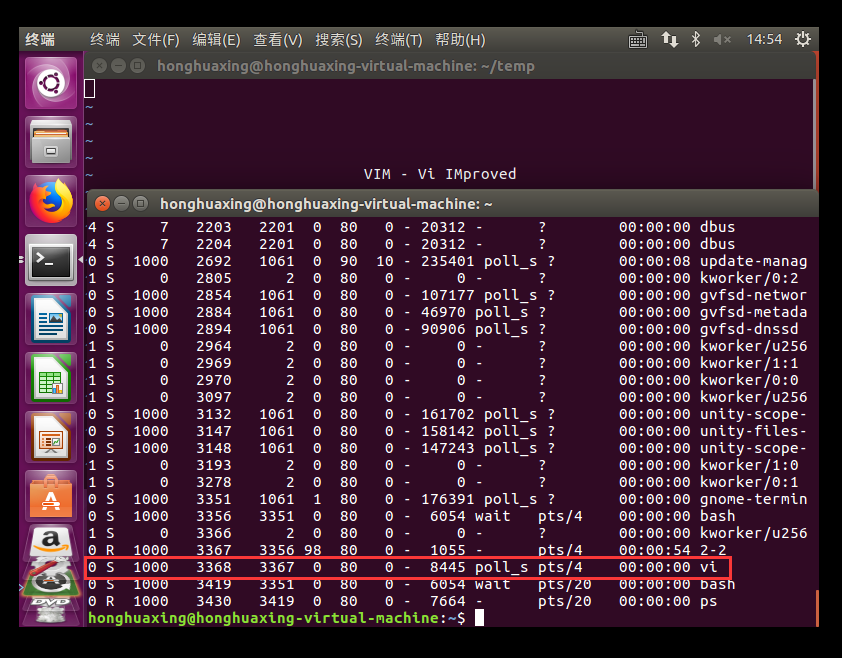 终端 终端 文件(F) 编辑(E) 查看(V) 搜索(S) 终端(T) 帮助(H) 14:54
honghuaxing@honghuaxing-virtual-machine: ~/temp
~
~
~
~
~ VIM - Vi IMproved
honghuaxing@honghuaxing-virtual-machine: ~
4 S 7 2203 2201 0 80 0 - 20312 - ? 00:00:00 dbus
4 S 7 2204 2201 0 80 0 - 20312 - ? 00:00:00 dbus
0 S 1000 2692 1061 0 90 10 - 235401 poll_s ? 00:00:08 update-manag
1 S 0 2805 2 0 80 0 - 0 - ? 00:00:00 kworker/0:2
0 S 1000 2854 1061 0 80 0 - 107177 poll_s ? 00:00:00 gvfsd-networ
0 S 1000 2884 1061 0 80 0 - 46970 poll_s ? 00:00:00 gvfsd-metada
0 S 1000 2894 1061 0 80 0 - 90906 poll_s ? 00:00:00 gvfsd-dnssd
1 S 0 2964 2 0 80 0 - 0 - ? 00:00:00 kworker/u256
1 S 0 2969 2 0 80 0 - 0 - ? 00:00:00 kworker/1:1
1 S 0 2970 2 0 80 0 - 0 - ? 00:00:00 kworker/0:0
1 S 0 3097 2 0 80 0 - 0 - ? 00:00:00 kworker/u256
0 S 1000 3132 1061 0 80 0 - 161702 poll_s ? 00:00:00 unity-scope-
0 S 1000 3147 1061 0 80 0 - 158142 poll_s ? 00:00:00 unity-files-
0 S 1000 3148 1061 0 80 0 - 147243 poll_s ? 00:00:00 unity-scope-
1 S 0 3193 2 0 80 0 - 0 - ? 00:00:00 kworker/1:0
1 S 0 3278 2 0 80 0 - 0 - ? 00:00:00 kworker/0:1
0 S 1000 3351 1061 1 80 0 - 176391 poll_s ? 00:00:00 gnome-termin
0 S 1000 3356 3351 0 80 0 - 6054 wait pts/4 00:00:00 bash
1 S 0 3366 2 0 80 0 - 0 - ? 00:00:00 kworker/u256
0 R 1000 3367 3356 98 80 0 - 1055 - pts/4 00:00:54 2-2
0 S 1000 3368 3367 0 80 0 - 8445 poll_s pts/4 00:00:00 vi
0 S 1000 3419 3351 0 80 0 - 6054 wait pts/20 00:00:00 bash
0 R 1000 3430 3419 0 80 0 - 7664 - pts/20 00:00:00 ps
honghuaxing@honghuaxing-virtual-machine:~$